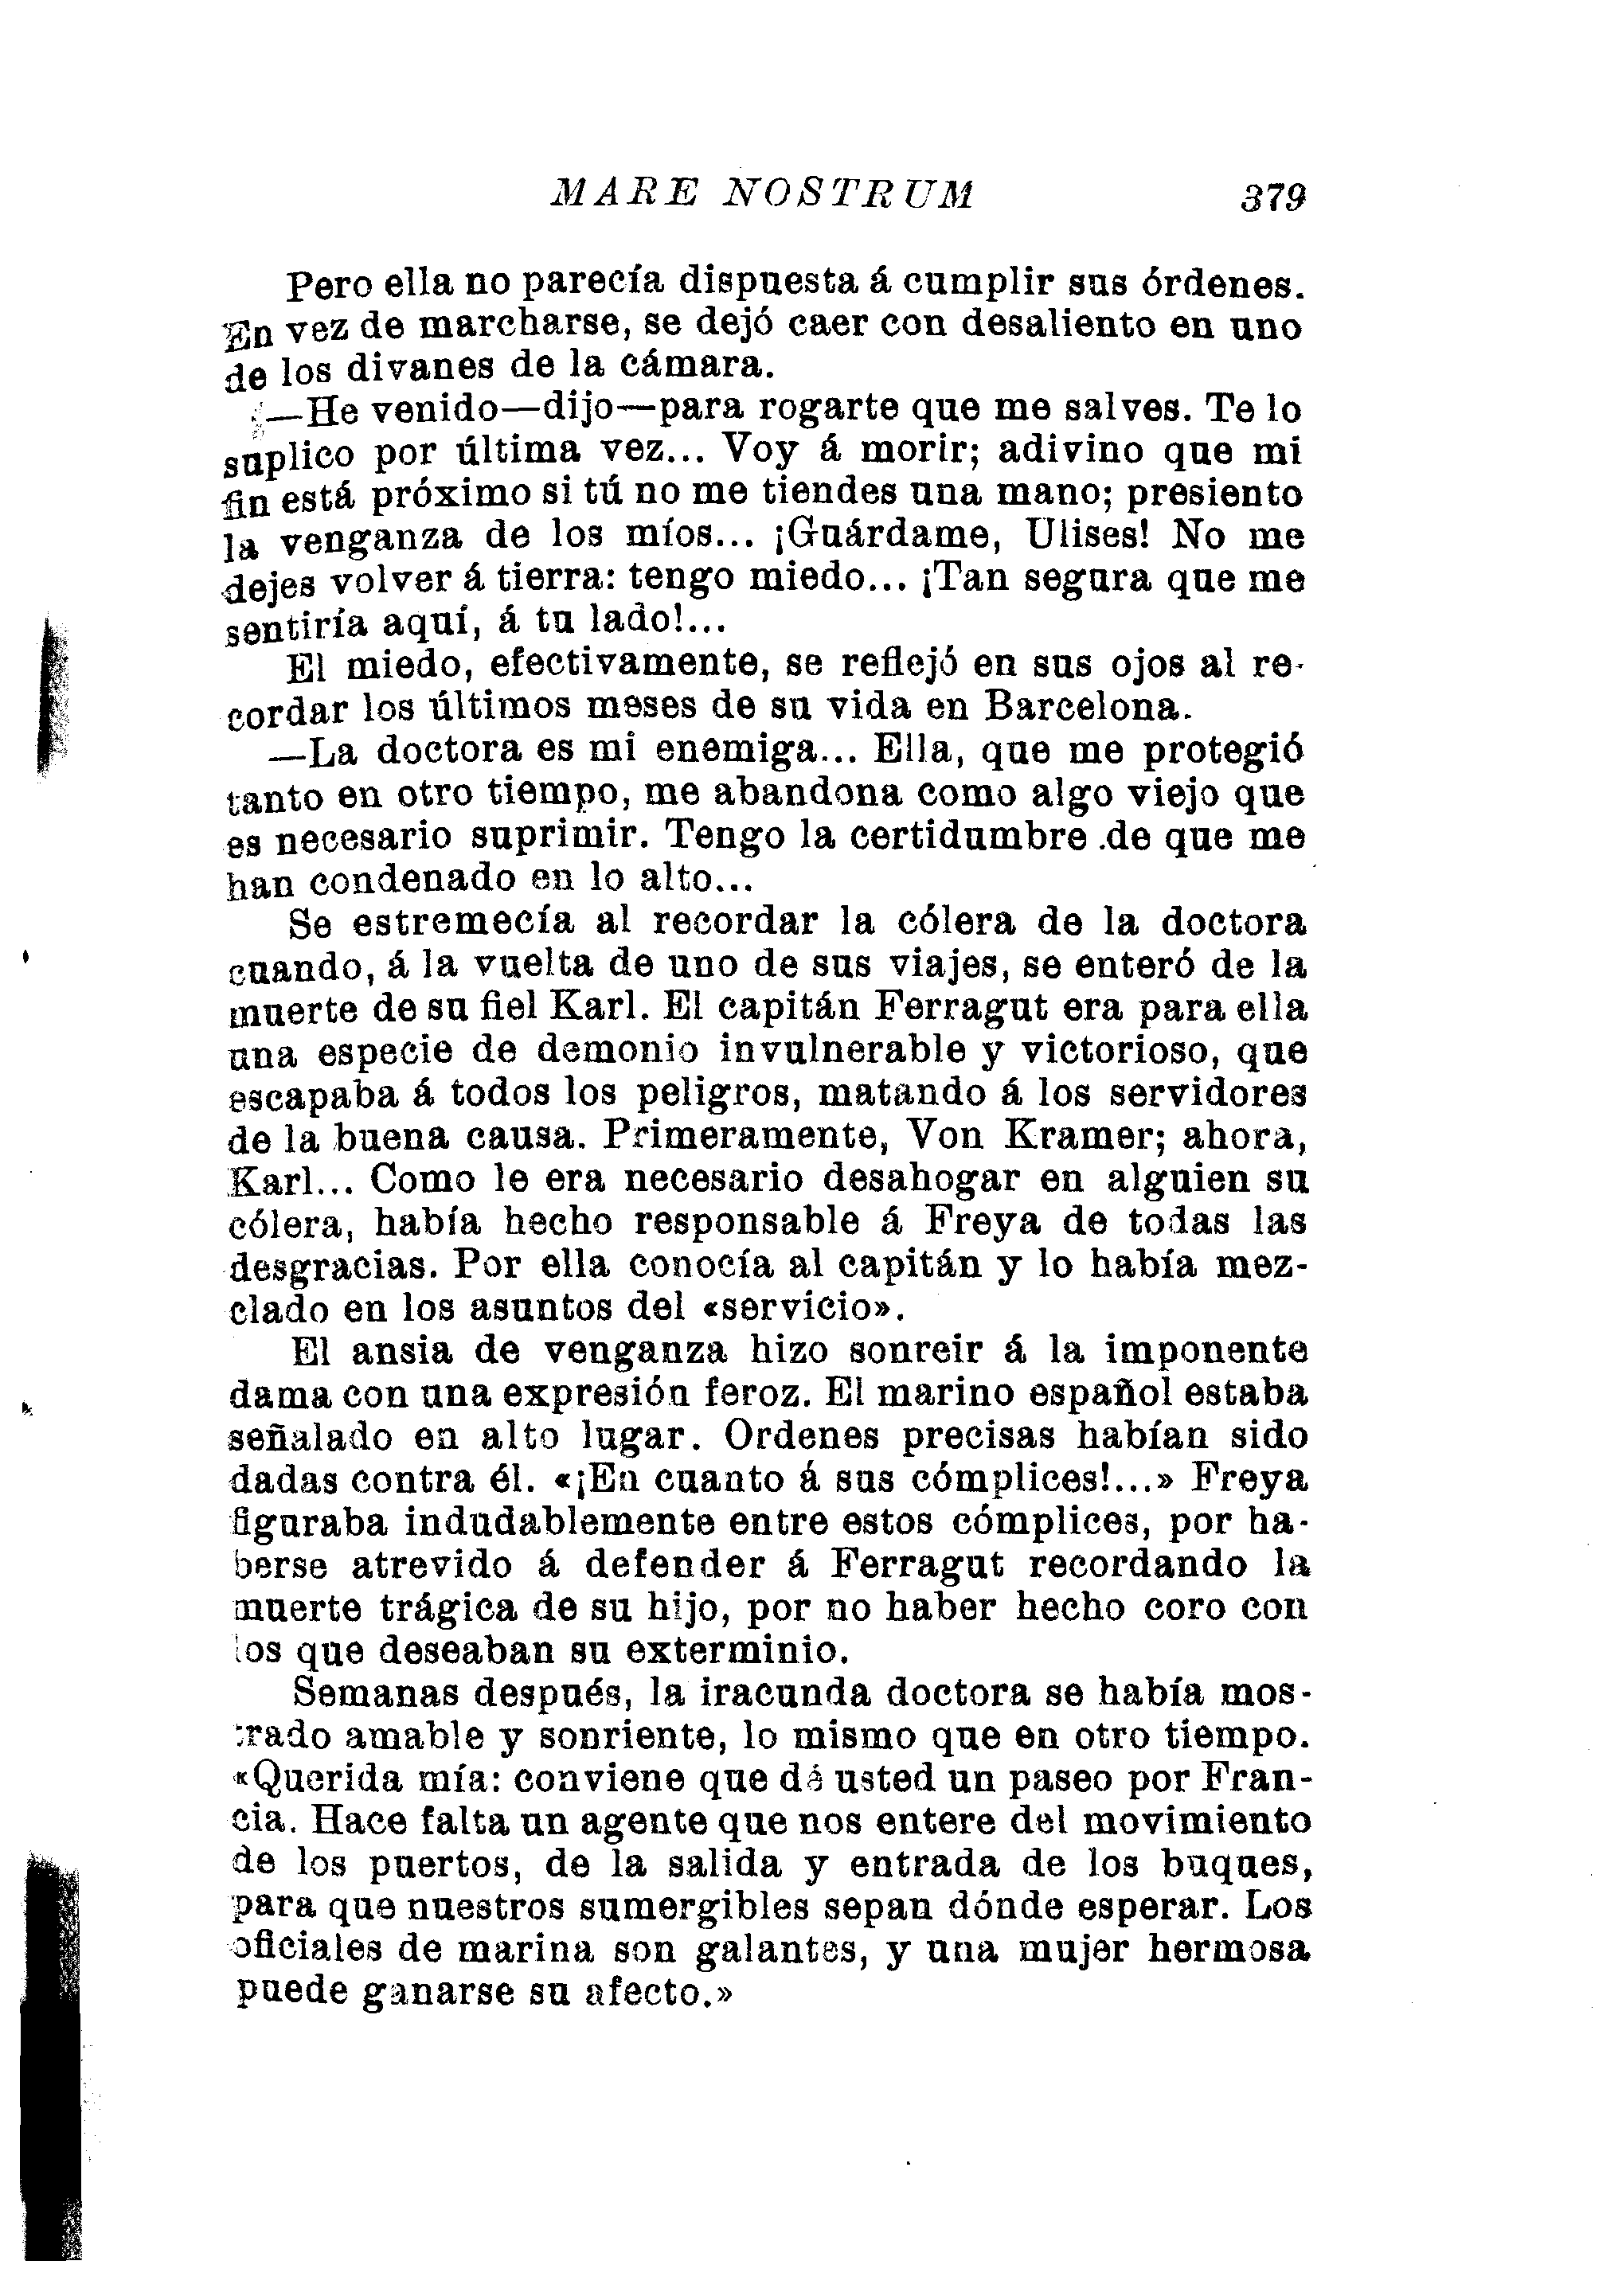 MARE NOSTRUM 379
Pero ella no parecía dispuesta á cumplir sus órdenes.
En vez de marcharse, se dejó caer con desaliento en uno
de los divanes de la cámara.
—He venido—dijo—para rogarte que me salves. Te lo
suplico por última vez... Voy á morir; adivino que mi
fin está próximo si tú no me tiendes una mano; presiento
la venganza de los míos... ¡Guárdame, Ulises! No me
dejes volver á tierra: tengo miedo... ¡Tan segura que me
sentiría aquí, á tu lado!...
El miedo, efectivamente, se reflejó en sus ojos al re-
cordar los últimos meses de su vida en Barcelona.
—La doctora es mi enemiga... Ella, que me protegió
tanto en otro tiempo, me abandona como algo viejo que
es necesario suprimir. Tengo la certidumbre de que me
han condenado en lo alto...
Se estremecía al recordar la cólera de la doctora
cuando, á la vuelta de uno de sus viajes, se enteró de la
muerte de su fiel Karl. El capitán Ferragut era para ella
una especie de demonio invulnerable y victorioso, que
escapaba á todos los peligros, matando á los servidores
de la buena causa. Primeramente, Von Kramer; ahora,
Karl... Como le era necesario desahogar en alguien su
cólera, había hecho responsable á Freya de todas las
desgracias. Por ella conocía al capitán y lo había mez-
clado en los asuntos del «servicio».
El ansia de venganza hizo sonreir á la imponente
dama con una expresión feroz. El marino español estaba
señalado en alto lugar. Ordenes precisas habían sido
dadas contra él. «¡En cuanto á sus cómplices!...» Freya
figuraba indudablemente entre estos cómplices, por ha-
berse atrevido á defender á Ferragut recordando la
muerte trágica de su hijo, por no haber hecho coro con
los que deseaban su exterminio.
Semanas después, la iracunda doctora se había mos-
trado amable y sonriente, lo mismo que en otro tiempo.
«Querida mía: conviene que dé usted un paseo por Fran-
cia. Hace falta un agente que nos entere del movimiento
de los puertos, de la salida y entrada de los buques,
para que nuestros sumergibles sepan dónde esperar. Los
oficiales de marina son galantes, y una mujer hermosa
puede ganarse su afecto.»